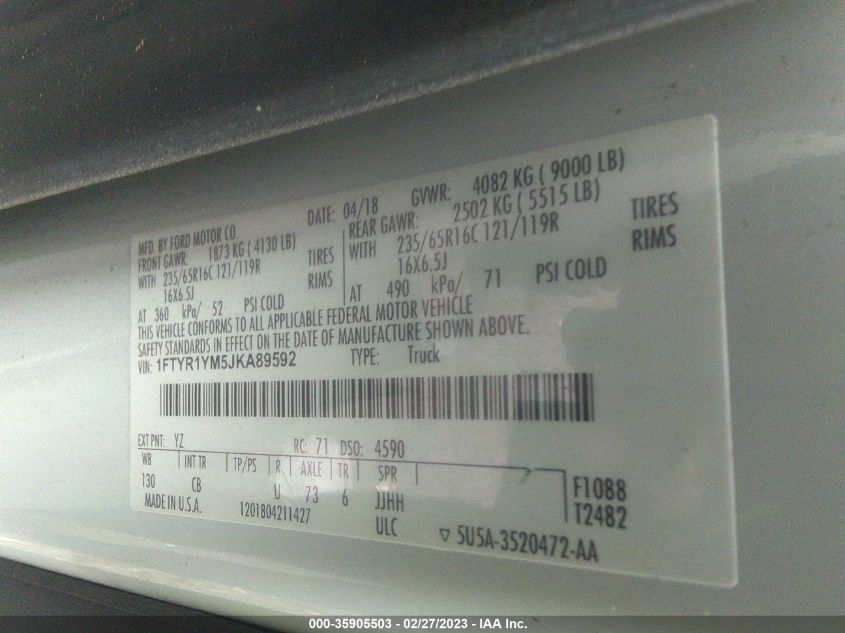 MFD. BY FORD MOTOR CO.
DATE: 04/18 GVWR: 4082 KG ( 9000 LB)
FRONT GAWR: 1873 KG ( 4130 LB)
WITH 235/65R16C 121/119R TIRES
16X6.5J RIMS
AT 360 kPa/ 52 PSI COLD
REAR GAWR: 2502 KG ( 5515 LB)
WITH 235/65R16C 121/119R TIRES
16X6.5J RIMS
AT 490 kPa/ 71 PSI COLD
THIS VEHICLE CONFORMS TO ALL APPLICABLE FEDERAL MOTOR VEHICLE
SAFETY STANDARDS IN EFFECT ON THE DATE OF MANUFACTURE SHOWN ABOVE.
VIN: 1FTYR1YM5JKA89592 TYPE: Truck
EXT PNT: YZ RC: 71 DSO: 4590
WB INT TR TP/PS R AXLE TR SPR
130 CB U 73 6 JJHH
F1088
T2482
MADE IN U.S.A. 1201804211427 ULC
5U5A-3520472-AA
000-35905503 - 02/27/2023 - IAA Inc.